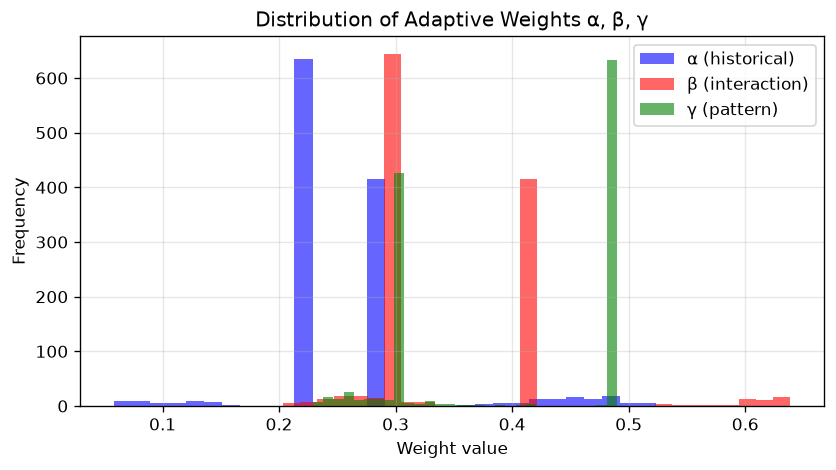 Distribution of Adaptive Weights α, β, γ
α (historical)
β (interaction)
γ (pattern)
Frequency
600
500
400
300
200
100
0
0.1 0.2 0.3 0.4 0.5 0.6
Weight value